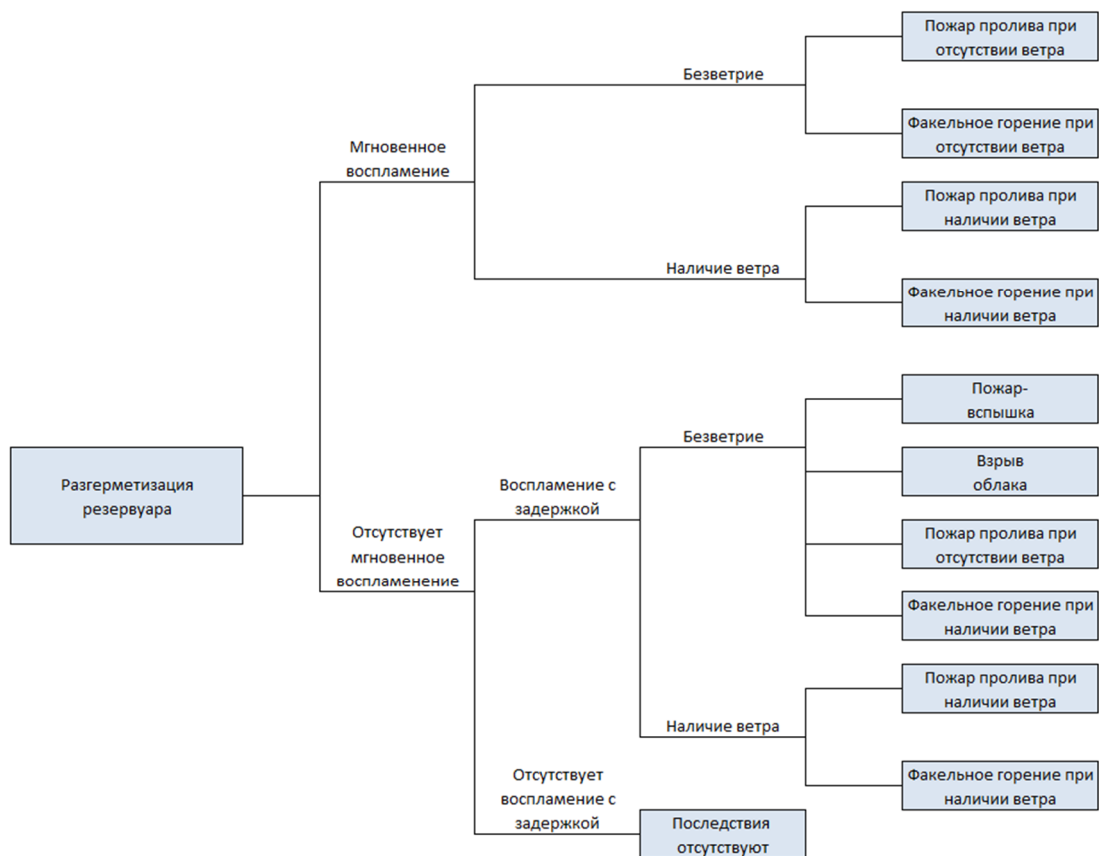 Пожар пролива при
отсутствии ветра
Безветрие
Факельное горение при
отсутствии ветра
Мгновенное
воспламение
Пожар пролива при
наличии ветра
Наличие ветра
Факельное горение при
наличии ветра
Пожар-
вспышка
Безветрие
Взрыв
облака
Разгерметизация
резервуара
Воспламение с
задержкой
Отсутствует
мгновенное
воспламенение
Пожар пролива при
отсутствии ветра
Факельное горение при
наличии ветра
Пожар пролива при
наличии ветра
Наличие ветра
Факельное горение при
наличии ветра
Отсутствует
воспламение с
задержкой
Последствия
отсутствуют